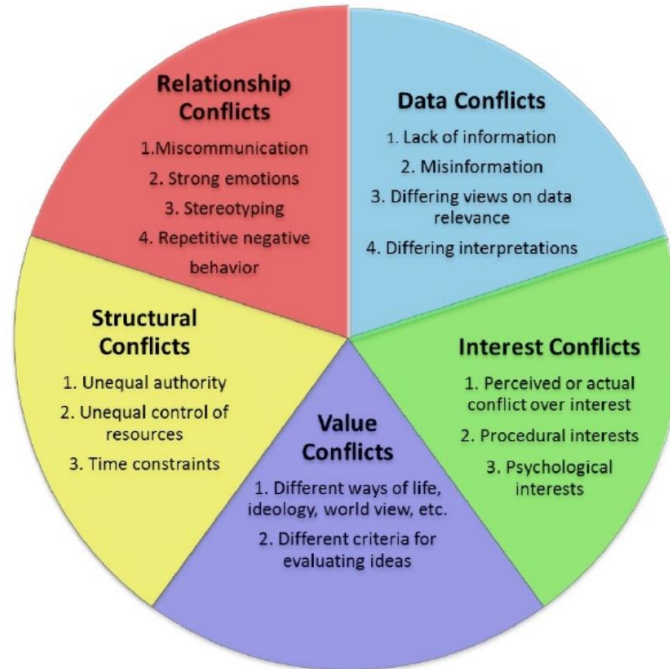 Relationship
Conflicts
1.Miscommunication
2. Strong emotions
3. Stereotyping
4. Repetitive negative
behavior
Data Conflicts
1. Lack of information
2. Misinformation
3. Differing views on data
relevance
4. Differing interpretations
Structural
Conflicts
1. Unequal authority
2. Unequal control of
resources
3. Time constraints
Value
Conflicts
1. Different ways of life,
ideology, world view, etc.
2. Different criteria for
evaluating ideas
Interest Conflicts
1. Perceived or actual
conflict over interest
2. Procedural interests
3. Psychological
interests